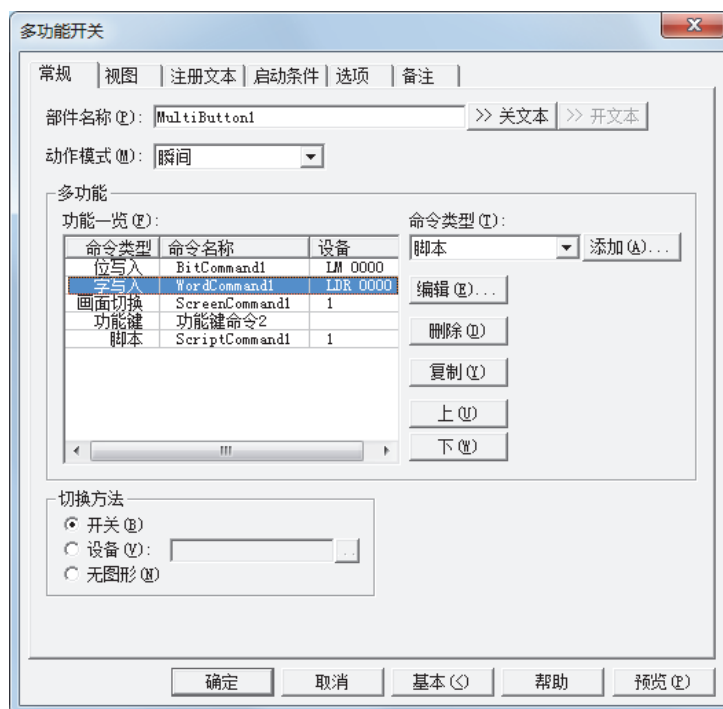 多功能开关
常规 视图 注册文本 启动条件 选项 备注
部件名称(P): MultiButton1 >> 关文本 >> 开文本
动作模式(M): 瞬间
多功能
功能一览(F): 命令类型(T):
命令类型 命令名称 设备 脚本 添加(A)...
位写入 BitCommand1 LM 0000
字写入 WordCommand1 LDR 0000 编辑(E)...
画面切换 ScreenCommand1 1
功能键 功能键命令2 删除(D)
脚本 ScriptCommand1 1
复制(Y)
上(U)
下(W)
切换方法
开关(B)
设备(V): ..
无图形(N)
确定 取消 基本(<) 帮助 预览(P)